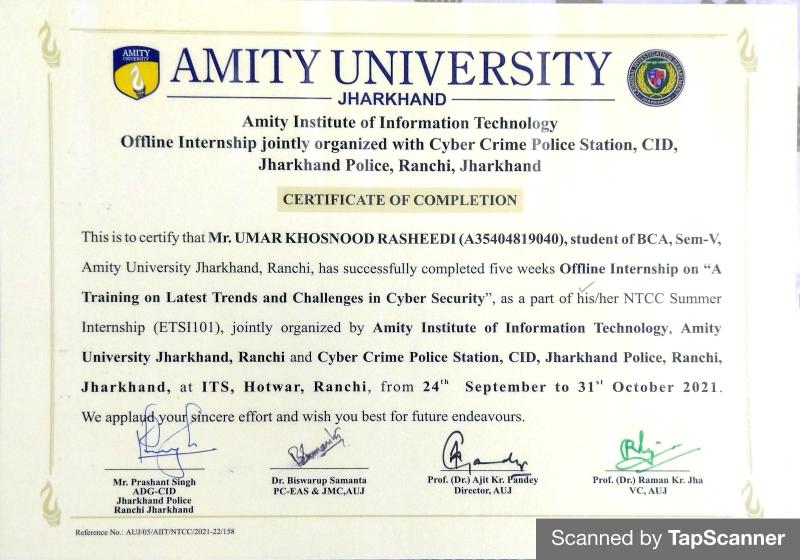 AMITY
UNIVERSITY
AMITY UNIVERSITY
JHARKHAND
Amity Institute of Information Technology
Offline Internship jointly organized with Cyber Crime Police Station, CID,
Jharkhand Police, Ranchi, Jharkhand
CERTIFICATE OF COMPLETION
This is to certify that Mr. UMAR KHOSNOOD RASHEEDI (A35404819040), student of BCA, Sem-V,
Amity University Jharkhand, Ranchi, has successfully completed five weeks Offline Internship on “A
Training on Latest Trends and Challenges in Cyber Security”, as a part of his/her NTCC Summer
Internship (ETSI101), jointly organized by Amity Institute of Information Technology, Amity
University Jharkhand, Ranchi and Cyber Crime Police Station, CID, Jharkhand Police, Ranchi,
Jharkhand, at ITS, Hotwar, Ranchi, from 24th September to 31st October 2021.
We applaud your sincere effort and wish you best for future endeavours.
Mr. Prashant Singh
ADG-CID
Jharkhand Police
Ranchi Jharkhand
Dr. Biswarup Samanta
PC-EAS & JMC,AUJ
Prof. (Dr.) Ajit Kr. Pandey
Director, AUJ
Prof. (Dr.) Raman Kr. Jha
VC, AUJ
Reference No.: AUJ/05/AIIT/NTCC/2021-22/158
Scanned by TapScanner